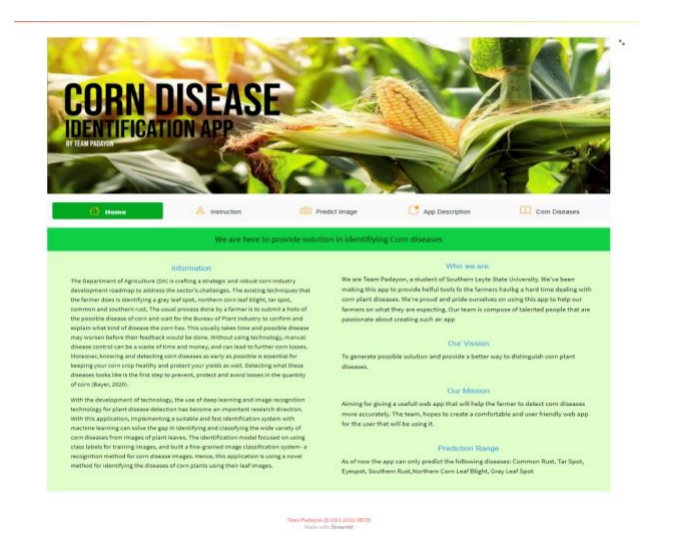 CORN DISEASE
IDENTIFICATION APP
BY TEAM PADAYON
Home
Instruction
Predict Image
App Description
Corn Diseases
We are here to provide solution in identifiying Corn diseases
Information
The Department of Agriculture (DA) is crafting a strategic and robust corn industry
development roadmap to address the sector's challenges. The existing techniques that
the farmer does is identifying a gray leaf spot, northern corn leaf blight, tar spot,
common and southern rust. The usual process done by a farmer is to submit a hoto of
the possible disease of corn and wait for the Bureau of Plant Industry to confirm and
explain what kind of disease the corn has. This usually takes time and possible disease
may worsen before their feedback would be done. Without using technology, manual
disease control can be a waste of time and money, and can lead to further corn losses.
Moreover, knowing and detecting corn diseases as early as possible is essential for
keeping your corn crop healthy and protect your yields as well. Detecting what these
diseases looks like is the first step to prevent, protect and avoid losses in the quantity
of corn (Bayer, 2020).
With the development of technology, the use of deep learning and image recognition
technology for plant disease detection has become an important research direction.
With this application, implementing a suitable and fast identification system with
machine learning can solve the gap in identifying and classifying the wide variety of
corn diseases from images of plant leaves. The identification model focused on using
class labels for training images, and built a fine-grained image classification system- a
recognition method for corn disease images. Hence, this application is using a novel
method for identifying the diseases of corn plants using their leaf images.
Who we are
We are Team Padayon, a student of Southern Leyte State University. We've been
making this app to provide helful tools fo the farmers havibg a hard time dealing with
corn plant diseases. We're proud and pride ourselves on using this app to help our
farmers on what they are expecting. Our team is compose of talented people that are
passionate about creating such an app
Our Vission
To generate possible solution and provide a better way to distinguish corn plant
diseases.
Our Mission
Aiming for giving a usefull web app that will help the farmer to detect corn diseases
more accurately. The team, hopes to create a comfortable and user friendly web app
for the user that will be using it.
Prediction Range
As of now the app can only predict the following diseases: Common Rust, Tar Spot,
Eyespot, Southern Rust,Northern Corn Leaf Blight, Gray Leaf Spot
Team Padayon @ 2021-2022
Made with Streamlit